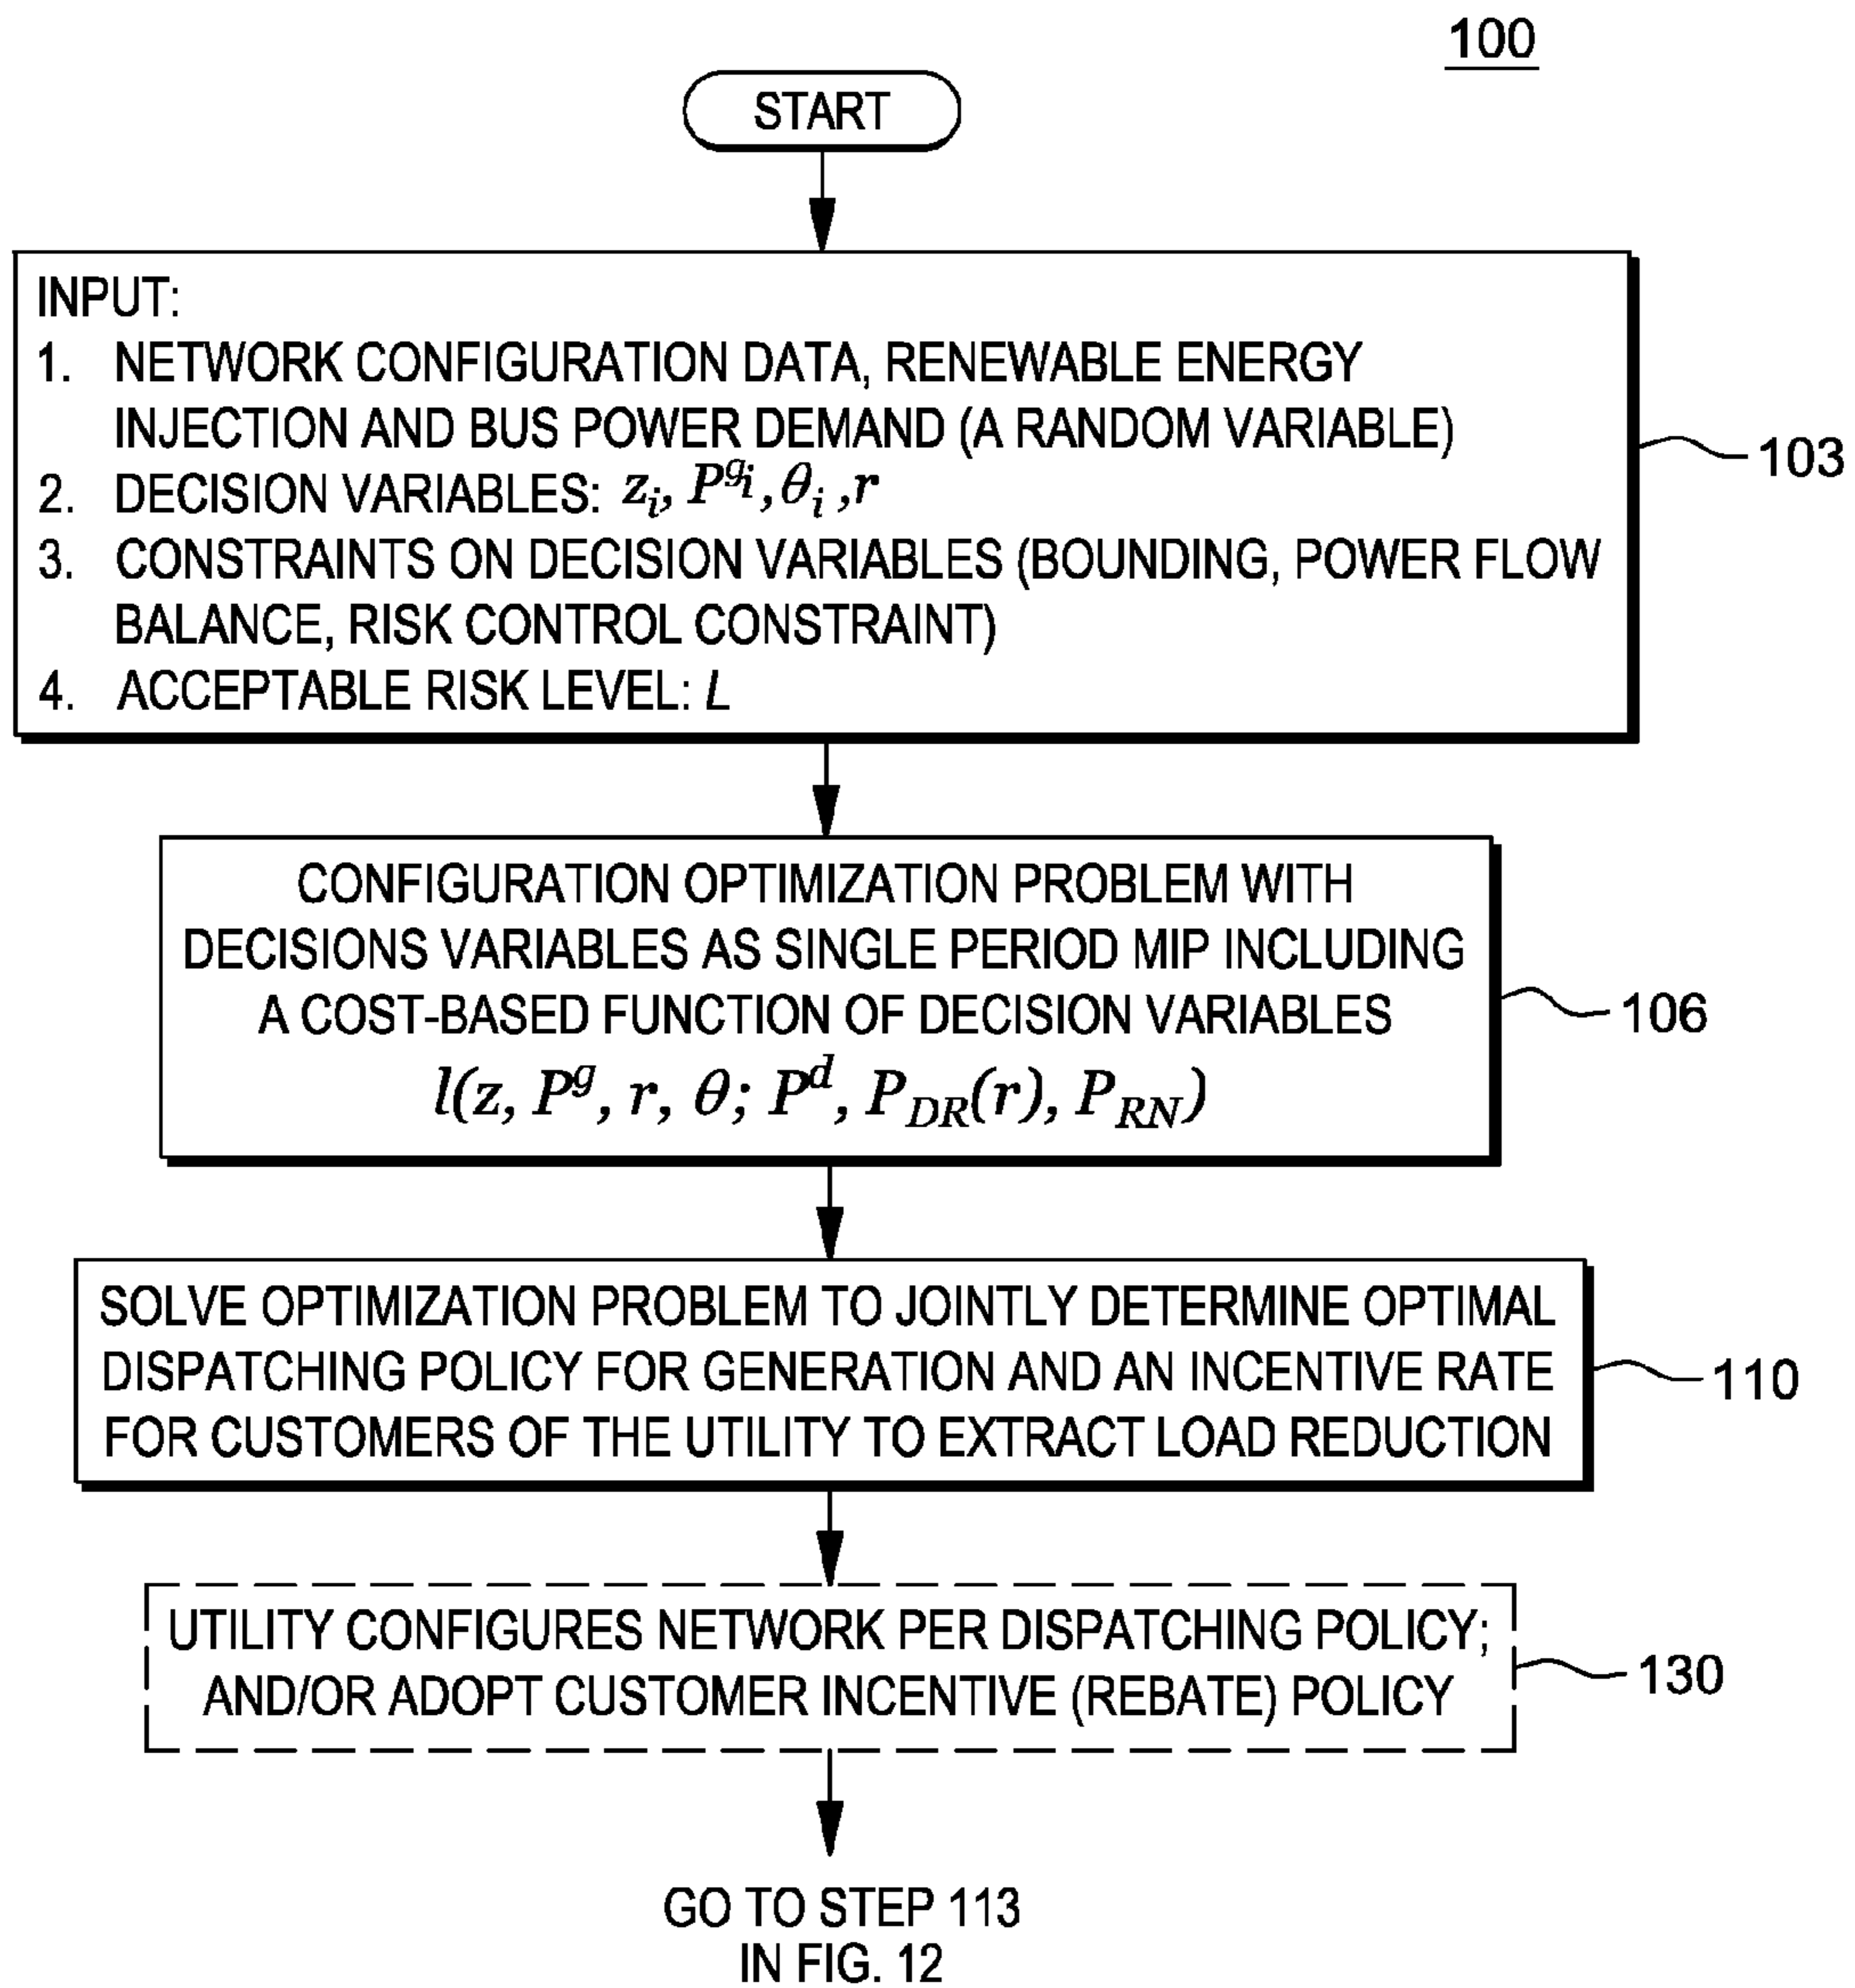 100
START
INPUT:
1. NETWORK CONFIGURATION DATA, RENEWABLE ENERGY
INJECTION AND BUS POWER DEMAND (A RANDOM VARIABLE)
2. DECISION VARIABLES: z_i, P^{g_i}, θ_i, r
3. CONSTRAINTS ON DECISION VARIABLES (BOUNDING, POWER FLOW
BALANCE, RISK CONTROL CONSTRAINT)
4. ACCEPTABLE RISK LEVEL: L
103
CONFIGURATION OPTIMIZATION PROBLEM WITH
DECISIONS VARIABLES AS SINGLE PERIOD MIP INCLUDING
A COST-BASED FUNCTION OF DECISION VARIABLES
l(z, P^g, r, θ; P^d, P_{DR}(r), P_{RN})
106
SOLVE OPTIMIZATION PROBLEM TO JOINTLY DETERMINE OPTIMAL
DISPATCHING POLICY FOR GENERATION AND AN INCENTIVE RATE
FOR CUSTOMERS OF THE UTILITY TO EXTRACT LOAD REDUCTION
110
UTILITY CONFIGURES NETWORK PER DISPATCHING POLICY;
AND/OR ADOPT CUSTOMER INCENTIVE (REBATE) POLICY
130
GO TO STEP 113
IN FIG. 12